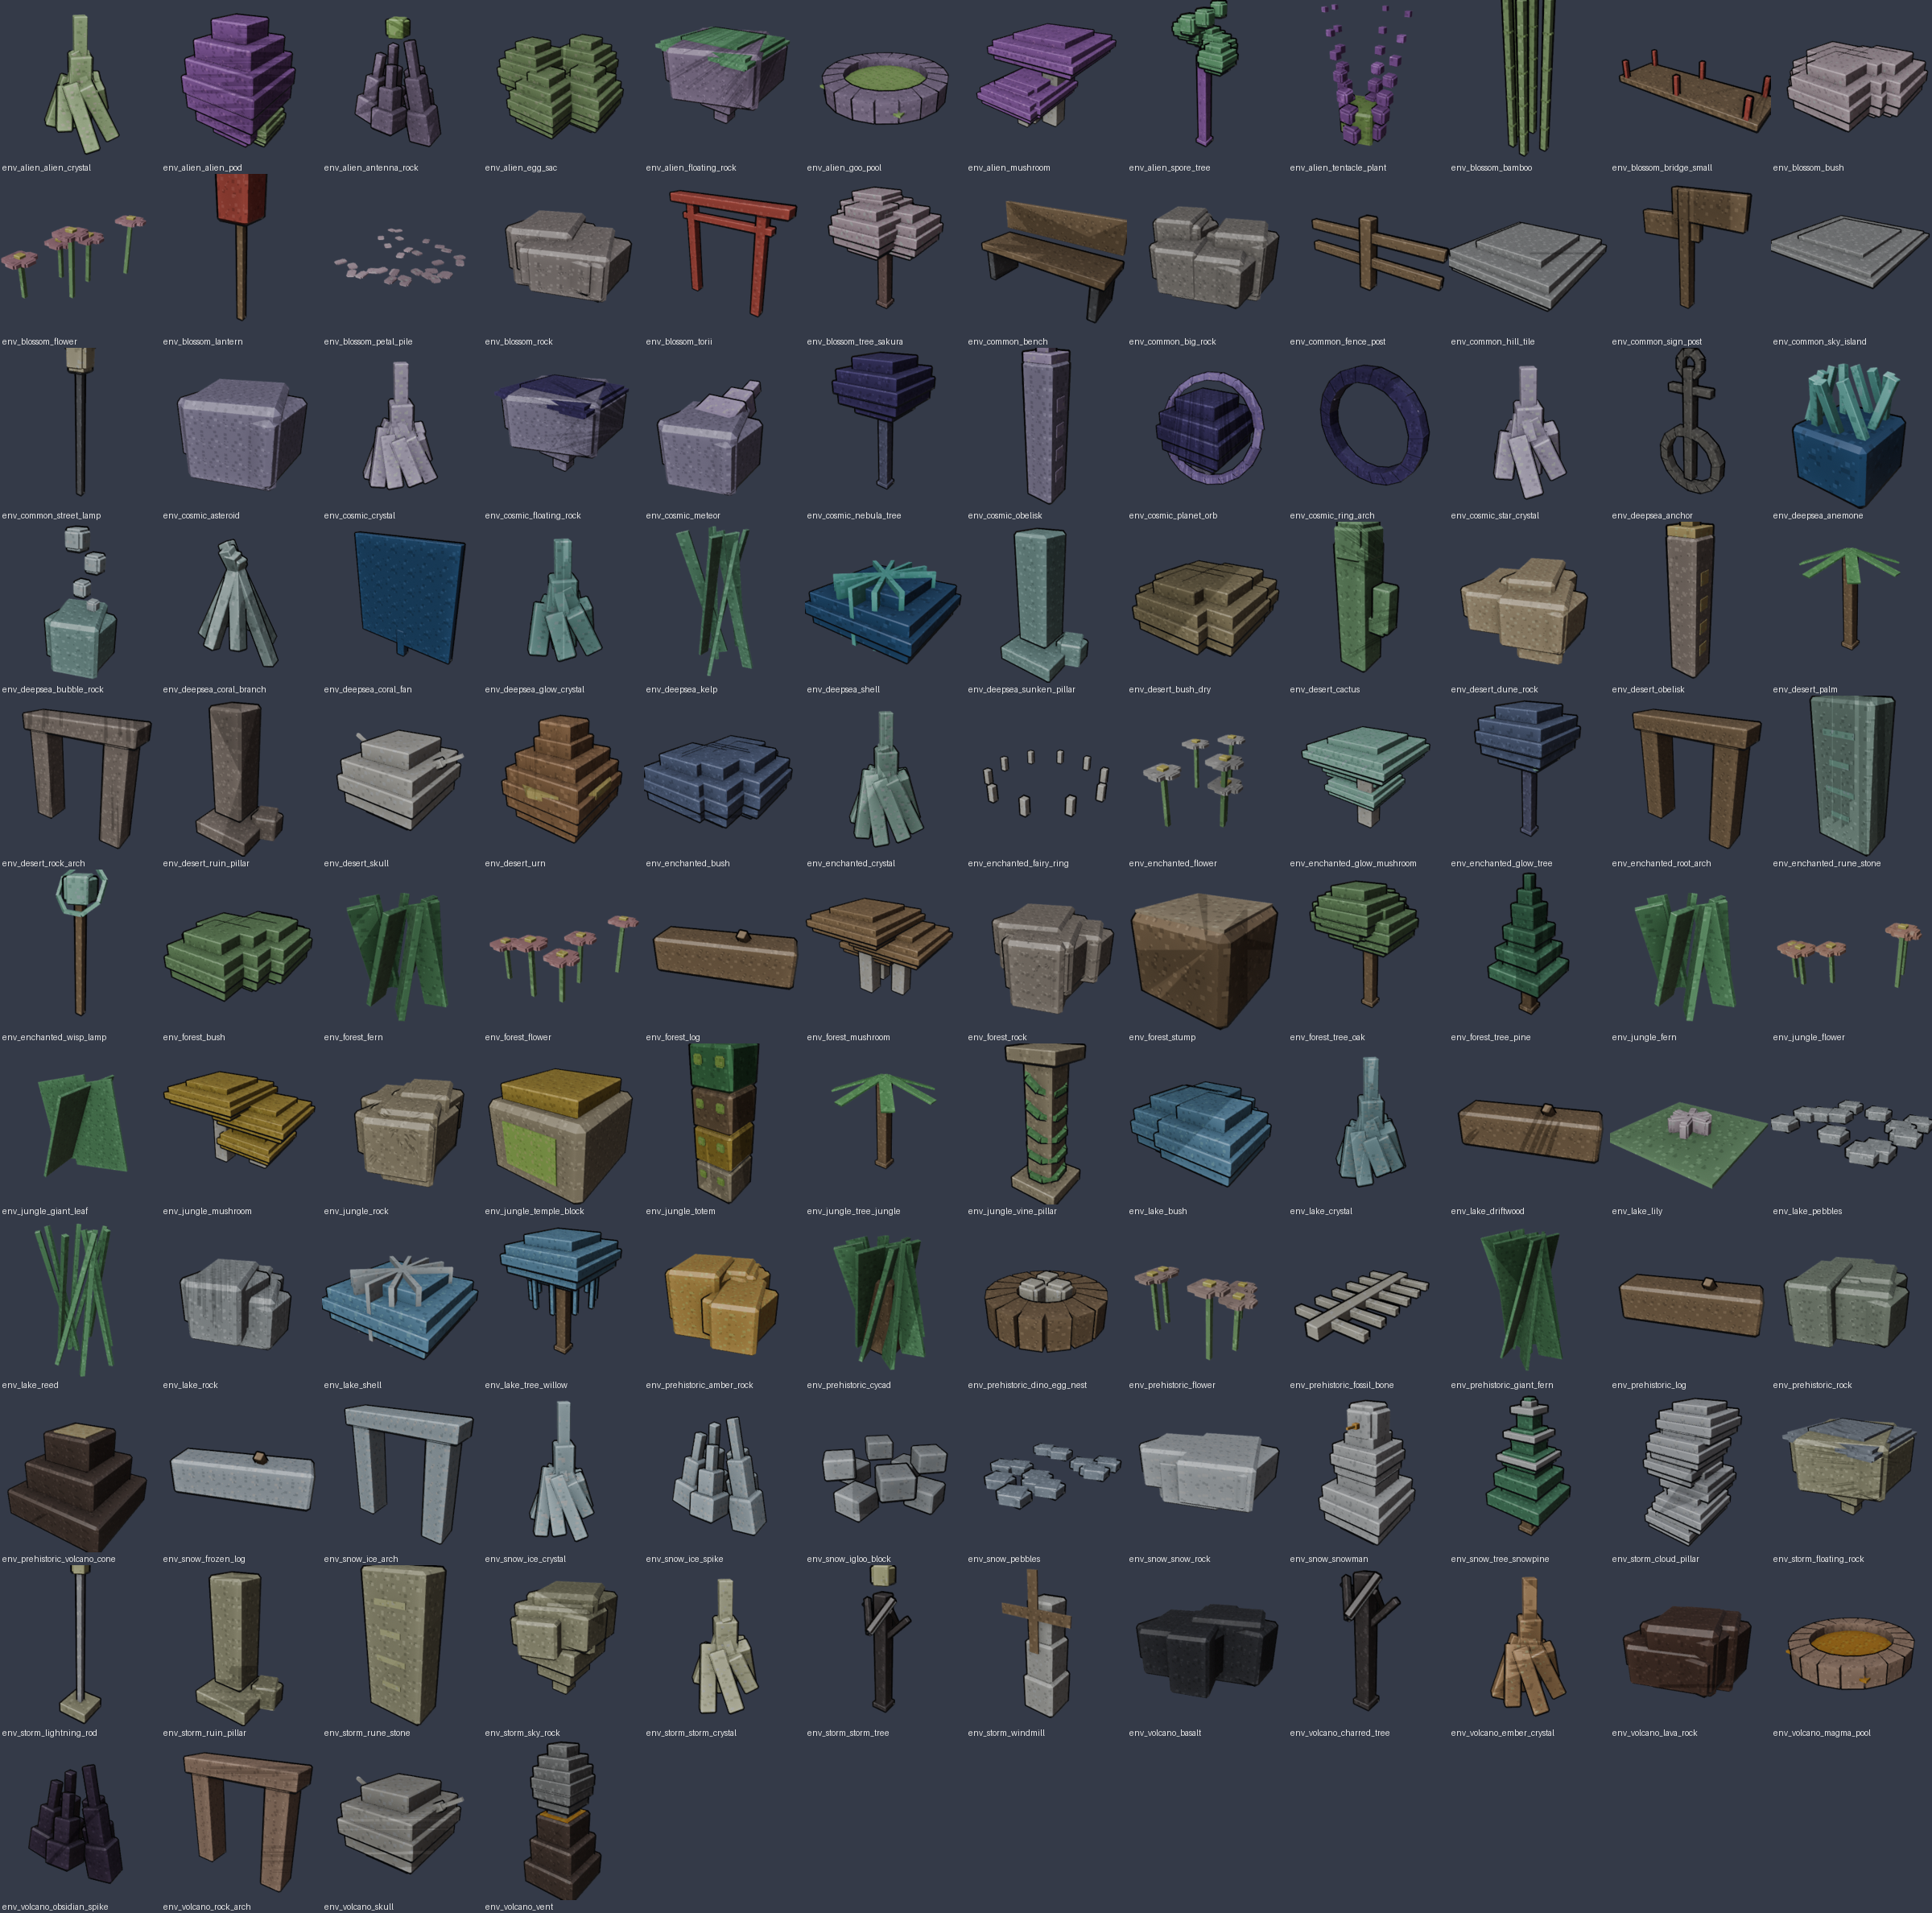 env_alien_alien_crystal env_alien_alien_pod env_alien_antenna_rock env_alien_egg_sac env_alien_floating_rock env_alien_goo_pool env_alien_mushroom env_alien_spore_tree env_alien_tentacle_plant env_blossom_bamboo env_blossom_bridge_small env_blossom_bush
env_blossom_flower env_blossom_lantern env_blossom_petal_pile env_blossom_rock env_blossom_torii env_blossom_tree_sakura env_common_bench env_common_big_rock env_common_fence_post env_common_hill_tile env_common_sign_post env_common_sky_island
env_common_street_lamp env_cosmic_asteroid env_cosmic_crystal env_cosmic_floating_rock env_cosmic_meteor env_cosmic_nebula_tree env_cosmic_obelisk env_cosmic_planet_orb env_cosmic_ring_arch env_cosmic_star_crystal env_deepsea_anchor env_deepsea_anemone
env_deepsea_bubble_rock env_deepsea_coral_branch env_deepsea_coral_fan env_deepsea_glow_crystal env_deepsea_kelp env_deepsea_shell env_deepsea_sunken_pillar env_desert_bush_dry env_desert_cactus env_desert_dune_rock env_desert_obelisk env_desert_palm
env_desert_rock_arch env_desert_ruin_pillar env_desert_skull env_desert_urn env_enchanted_bush env_enchanted_crystal env_enchanted_fairy_ring env_enchanted_flower env_enchanted_glow_mushroom env_enchanted_glow_tree env_enchanted_root_arch env_enchanted_rune_stone
env_enchanted_wisp_lamp env_forest_bush env_forest_fern env_forest_flower env_forest_log env_forest_mushroom env_forest_rock env_forest_stump env_forest_tree_oak env_forest_tree_pine env_jungle_fern env_jungle_flower
env_jungle_giant_leaf env_jungle_mushroom env_jungle_rock env_jungle_temple_block env_jungle_totem env_jungle_tree_jungle env_jungle_vine_pillar env_lake_bush env_lake_crystal env_lake_driftwood env_lake_lily env_lake_pebbles
env_lake_reed env_lake_rock env_lake_shell env_lake_tree_willow env_prehistoric_amber_rock env_prehistoric_cycad env_prehistoric_dino_egg_nest env_prehistoric_flower env_prehistoric_fossil_bone env_prehistoric_giant_fern env_prehistoric_log env_prehistoric_rock
env_prehistoric_volcano_cone env_snow_frozen_log env_snow_ice_arch env_snow_ice_crystal env_snow_ice_spike env_snow_igloo_block env_snow_pebbles env_snow_snow_rock env_snow_snowman env_snow_tree_snowpine env_storm_cloud_pillar env_storm_floating_rock
env_storm_lightning_rod env_storm_ruin_pillar env_storm_rune_stone env_storm_sky_rock env_storm_storm_crystal env_storm_storm_tree env_storm_windmill env_volcano_basalt env_volcano_charred_tree env_volcano_ember_crystal env_volcano_lava_rock env_volcano_magma_pool
env_volcano_obsidian_spike env_volcano_rock_arch env_volcano_skull env_volcano_vent